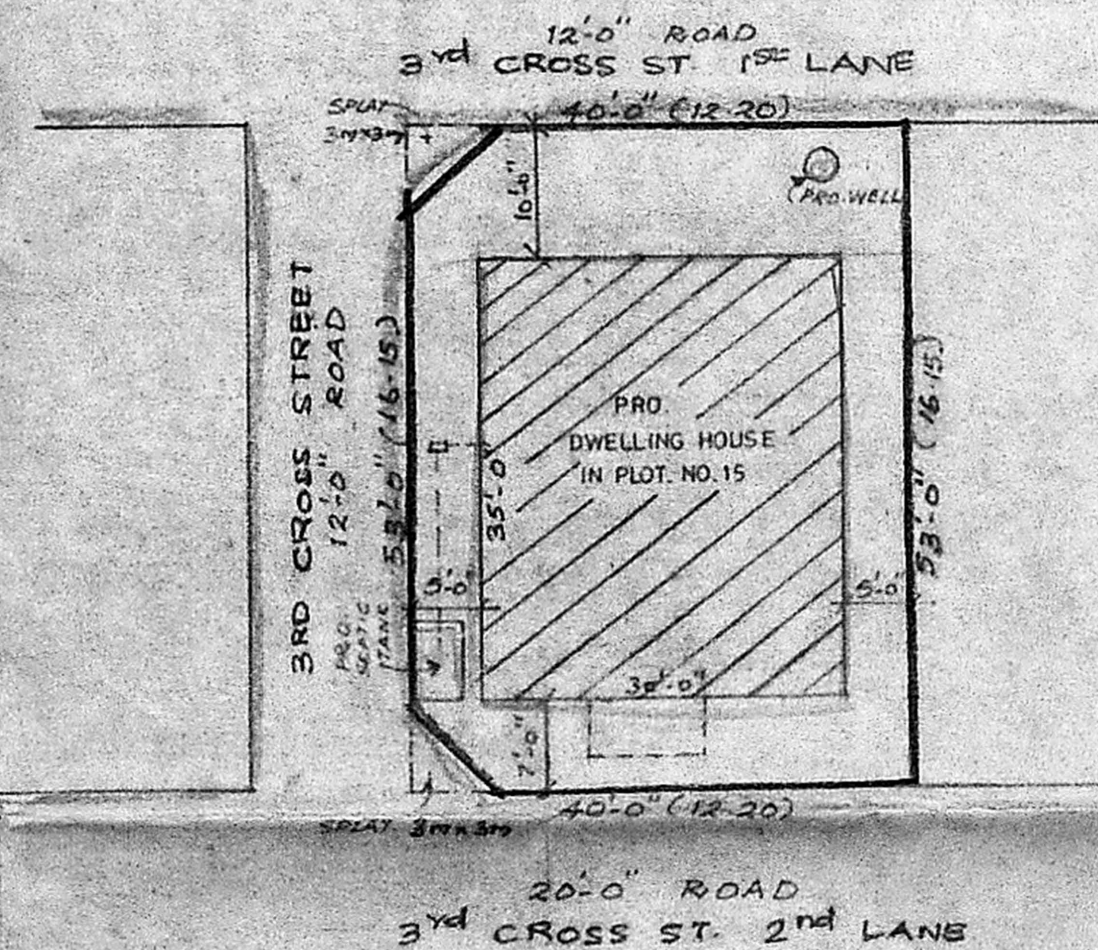 12'-0" ROAD
3rd CROSS ST. 1st LANE
SPLAY
3m×3m
40'-0" (12.20)
10'-0"
(PRO. WELL
3RD CROSS STREET
12'-0" ROAD
53'-0" (16.15)
53'-0" (16.15)
PRO.
DWELLING HOUSE
IN PLOT. NO. 15
35'-0"
5'-0"
5'-0"
PRO.
SEPTIC
TANK
30'-0"
7'-0"
40'-0" (12.20)
SPLAY 3m×3m
20'-0" ROAD
3rd CROSS ST. 2nd LANE